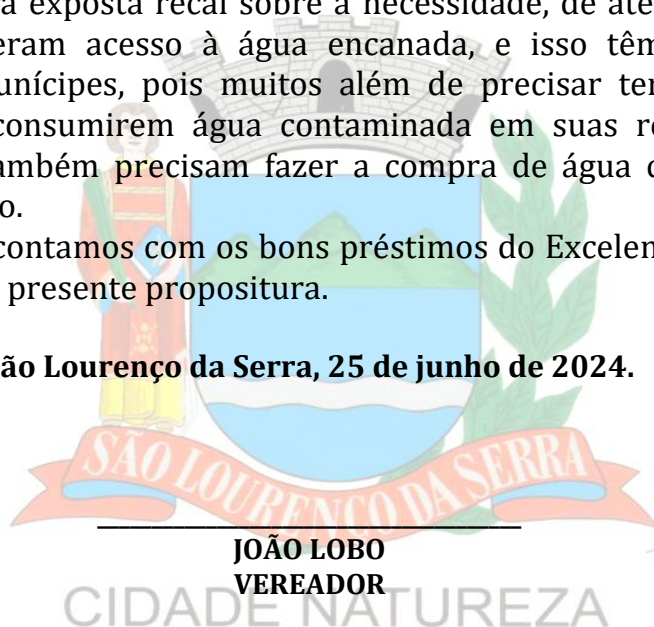 ra exposta recai sobre a necessidade, de ate
eram acesso à água encanada, e isso têm
unícipes, pois muitos além de precisar ter
consumirem água contaminada em suas re
ambém precisam fazer a compra de água
o.
contamos com os bons préstimos do Excelen
presente propositura.
ão Lourenço da Serra, 25 de junho de 2024.
SÃO LOURENÇO DA SERRA
JOÃO LOBO
VEREADOR
CIDADE NATUREZA